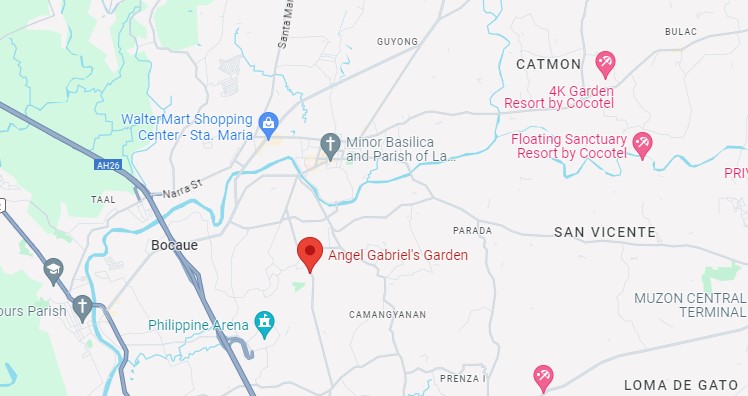 Santa Mar
GUYONG
BULAC
CATMON
4K Garden
Resort by Cocotel
WalterMart Shopping
Center - Sta. Maria
Minor Basilica
and Parish of La...
Floating Sanctuary
Resort by Cocotel
AH26
PRIV
Narra St
TAAL
Bocaue
PARADA
SAN VICENTE
Angel Gabriel's Garden
MUZON CENTRAL
TERMINAL
ours Parish
Philippine Arena
CAMANGYANAN
PRENZA I
LOMA DE GATO